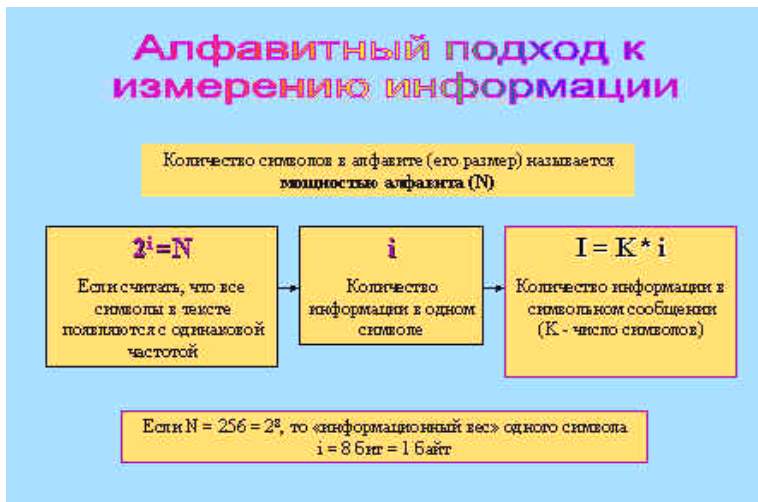 Алфавитный подход к
измерению информации
Количество символов в алфавите (его размер) называется
мощностью алфавита (N)
2ⁱ=N
Если считать, что все
символы в тексте
появляются с одинаковой
частотой
i
Количество
информации в одном
символе
I = K * i
Количество информации в
символьном сообщении
(K - число символов)
Если N = 256 = 2⁸, то «информационный вес» одного символа
i = 8 бит = 1 байт